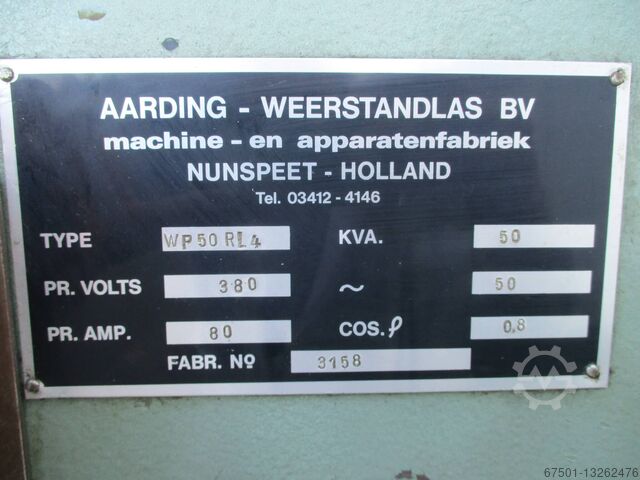 AARDING - WEERSTANDLAS BV
machine - en apparatenfabriek
NUNSPEET - HOLLAND
Tel. 03412 - 4146
TYPE WP50RL4 KVA. 50
PR. VOLTS 380 ~ 50
PR. AMP. 80 COS.ρ 0,8
FABR. Nº 3158
67501-13262476